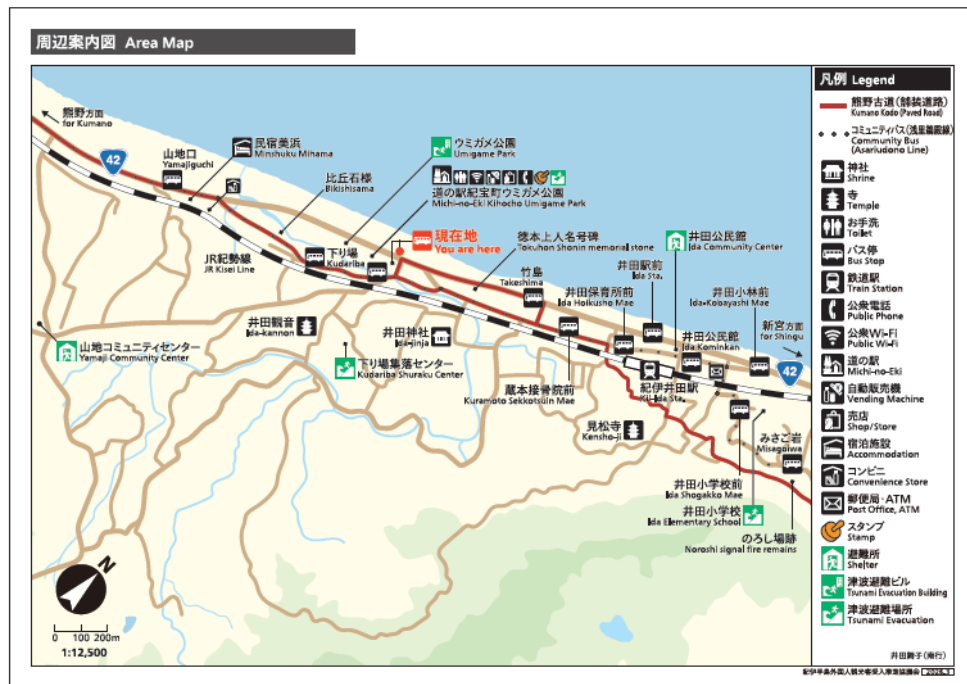 周辺案内図 Area Map
熊野方面
for Kumano
42
山地口
Yamajiguchi
民宿美浜
Minshuku Mihama
比丘石様
Bikishisama
ウミガメ公園
Umigame Park
道の駅紀宝町ウミガメ公園
Michi-no-Eki Kihocho Umigame Park
現在地
You are here
下り場
Kudariba
徳本上人名号碑
Tokuhon Shonin memorial stone
竹島
Takeshima
井田公民館
Ida Community Center
井田駅前
Ida Sta.
井田保育所前
Ida Hoikusho Mae
井田小林前
Ida-Kobayashi Mae
井田公民館
Ida Kominkan
新宮方面
for Shingu
42
JR紀勢線
JR Kisei Line
山地コミュニティセンター
Yamaji Community Center
井田観音
Ida-kannon
井田神社
Ida-jinja
下り場集落センター
Kudariba Shuraku Center
蔵本接骨院前
Kuramoto Sekkotsuin Mae
紀伊井田駅
Kii-Ida Sta.
見松寺
Kensho-ji
みさご岩
Misagoiwa
井田小学校前
Ida Shogakko Mae
井田小学校
Ida Elementary School
のろし場跡
Noroshi signal fire remains
N
0 100 200m
1:12,500
凡例 Legend
熊野古道(舗装道路)
Kumano Kodo (Paved Road)
Community Bus
(Asariudono Line)
神社
Shrine
寺
Temple
お手洗
Toilet
バス停
Bus Stop
鉄道駅
Train Station
公衆電話
Public Phone
公衆Wi-Fi
Public Wi-Fi
道の駅
Michi-no-Eki
自動販売機
Vending Machine
売店
Shop/Store
宿泊施設
Accommodation
コンビニ
Convenience Store
郵便局・ATM
Post Office, ATM
スタンプ
Stamp
避難所
Shelter
津波避難ビル
Tsunami Evacuation Building
津波避難場所
Tsunami Evacuation
紀伊半島外国人観光客受入推進協議会